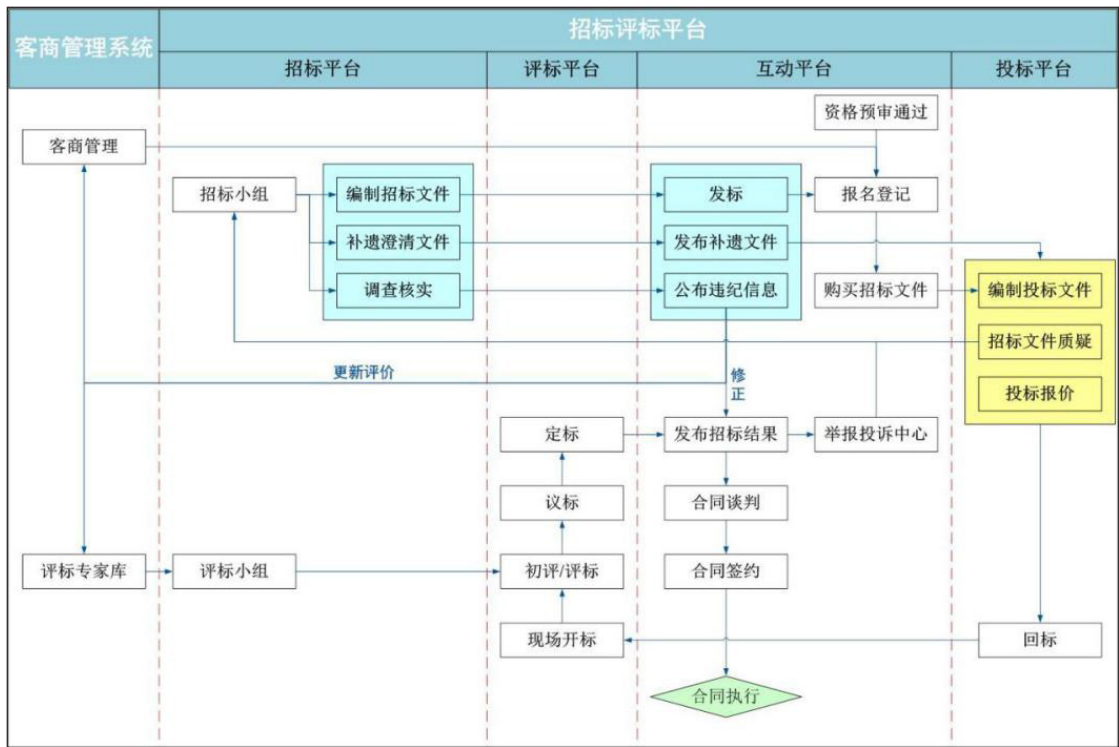 客商管理系统
招标评标平台
招标平台
评标平台
互动平台
投标平台
资格预审通过
客商管理
招标小组
编制招标文件
发标
报名登记
补遗澄清文件
发布补遗文件
调查核实
公布违纪信息
购买招标文件
编制投标文件
招标文件质疑
更新评价
修正
投标报价
定标
发布招标结果
举报投诉中心
议标
合同谈判
评标专家库
评标小组
初评/评标
合同签约
现场开标
回标
合同执行